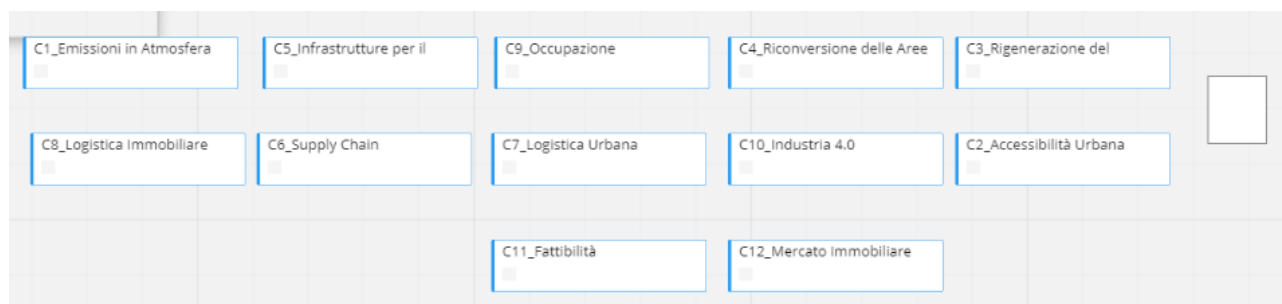 C1_Emissioni in Atmosfera
C5_Infrastrutture per il
C9_Occupazione
C4_Riconversione delle Aree
C3_Rigenerazione del
C8_Logistica Immobiliare
C6_Supply Chain
C7_Logistica Urbana
C10_Industria 4.0
C2_Accessibilità Urbana
C11_Fattibilità
C12_Mercato Immobiliare